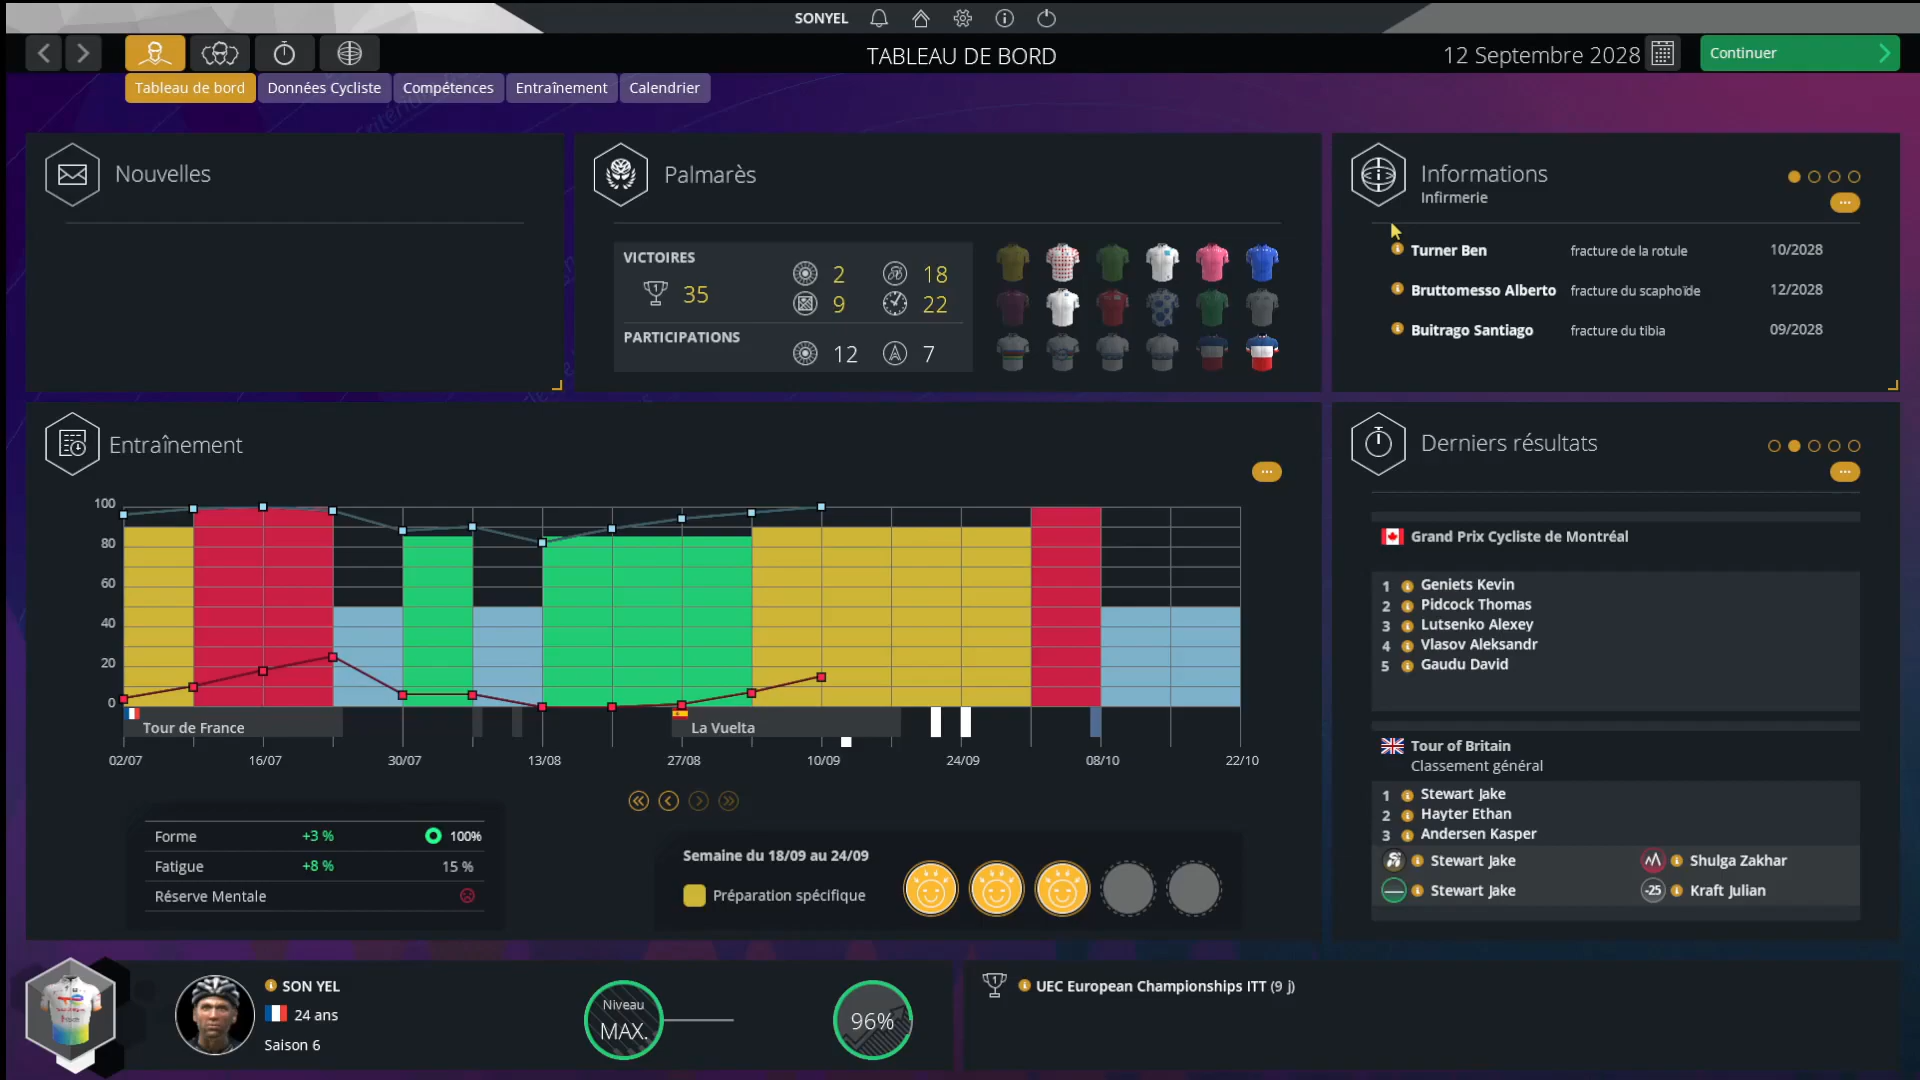 SONYEL
TABLEAU DE BORD
12 Septembre 2028
Continuer
Tableau de bord
Données Cycliste
Compétences
Entraînement
Calendrier
Nouvelles
Palmarès
VICTOIRES
35
2
18
9
22
PARTICIPATIONS
12
7
Informations
Infirmerie
Turner Ben fracture de la rotule 10/2028
Bruttomesso Alberto fracture du scaphoïde 12/2028
Buitrago Santiago fracture du tibia 09/2028
Entraînement
100
80
60
40
20
0
Tour de France
La Vuelta
02/07 16/07 30/07 13/08 27/08 10/09 24/09 08/10 22/10
Forme +3 % 100%
Fatigue +8 % 15 %
Réserve Mentale
Semaine du 18/09 au 24/09
Préparation spécifique
Derniers résultats
Grand Prix Cycliste de Montréal
1 Geniets Kevin
2 Pidcock Thomas
3 Lutsenko Alexey
4 Vlasov Aleksandr
5 Gaudu David
Tour of Britain
Classement général
1 Stewart Jake
2 Hayter Ethan
3 Andersen Kasper
Stewart Jake
Shulga Zakhar
Stewart Jake
-25 Kraft Julian
SON YEL
24 ans
Saison 6
Niveau
MAX.
96%
UEC European Championships ITT (9 j)